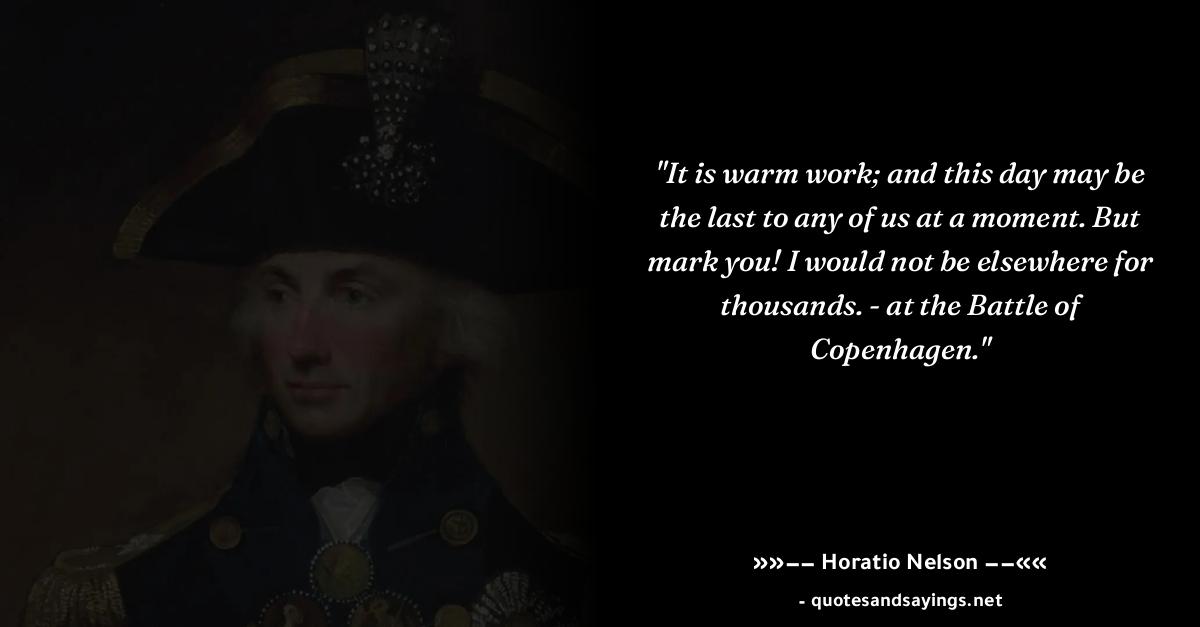 "It is warm work; and this day may be
the last to any of us at a moment. But
mark you! I would not be elsewhere for
thousands. - at the Battle of
Copenhagen."
»»–– Horatio Nelson ––««
- quotesandsayings.net